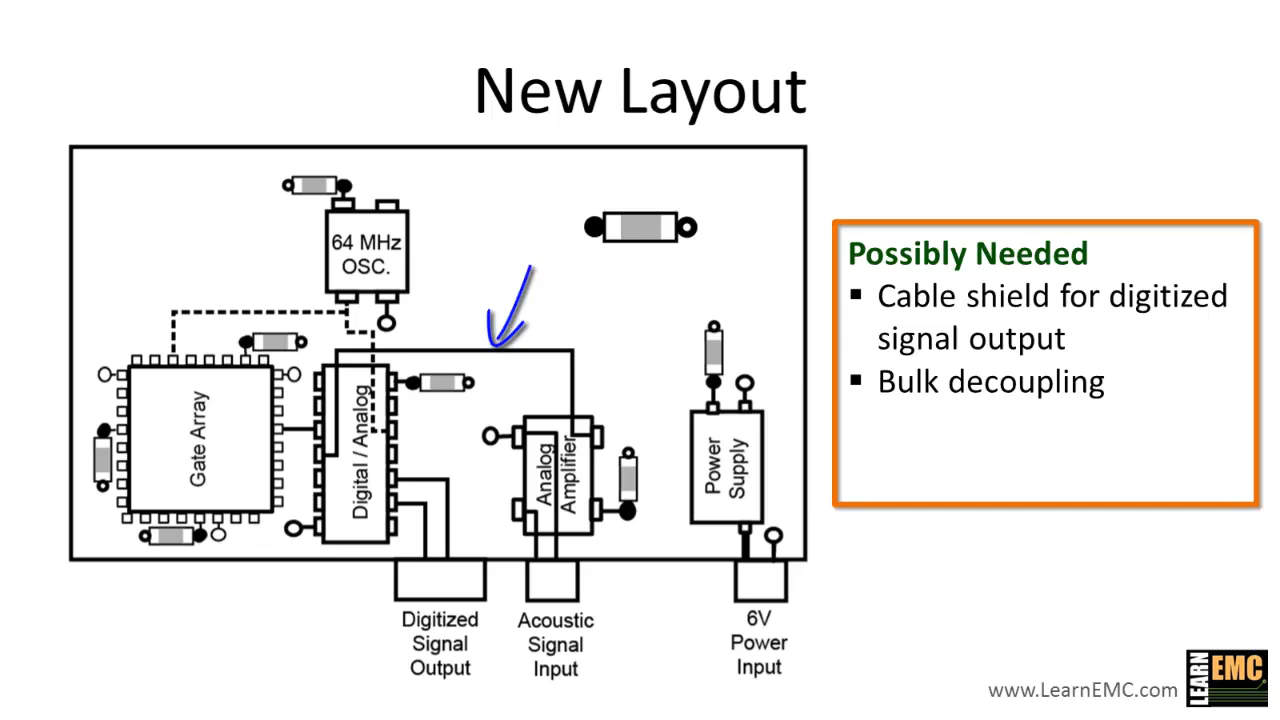 New Layout
64 MHz
OSC.
Gate Array
Digital / Analog
Analog
Amplifier
Power
Supply
Digitized
Signal
Output
Acoustic
Signal
Input
6V
Power
Input
Possibly Needed
▪ Cable shield for digitized
signal output
▪ Bulk decoupling
www.LearnEMC.com
LEARN
EMC